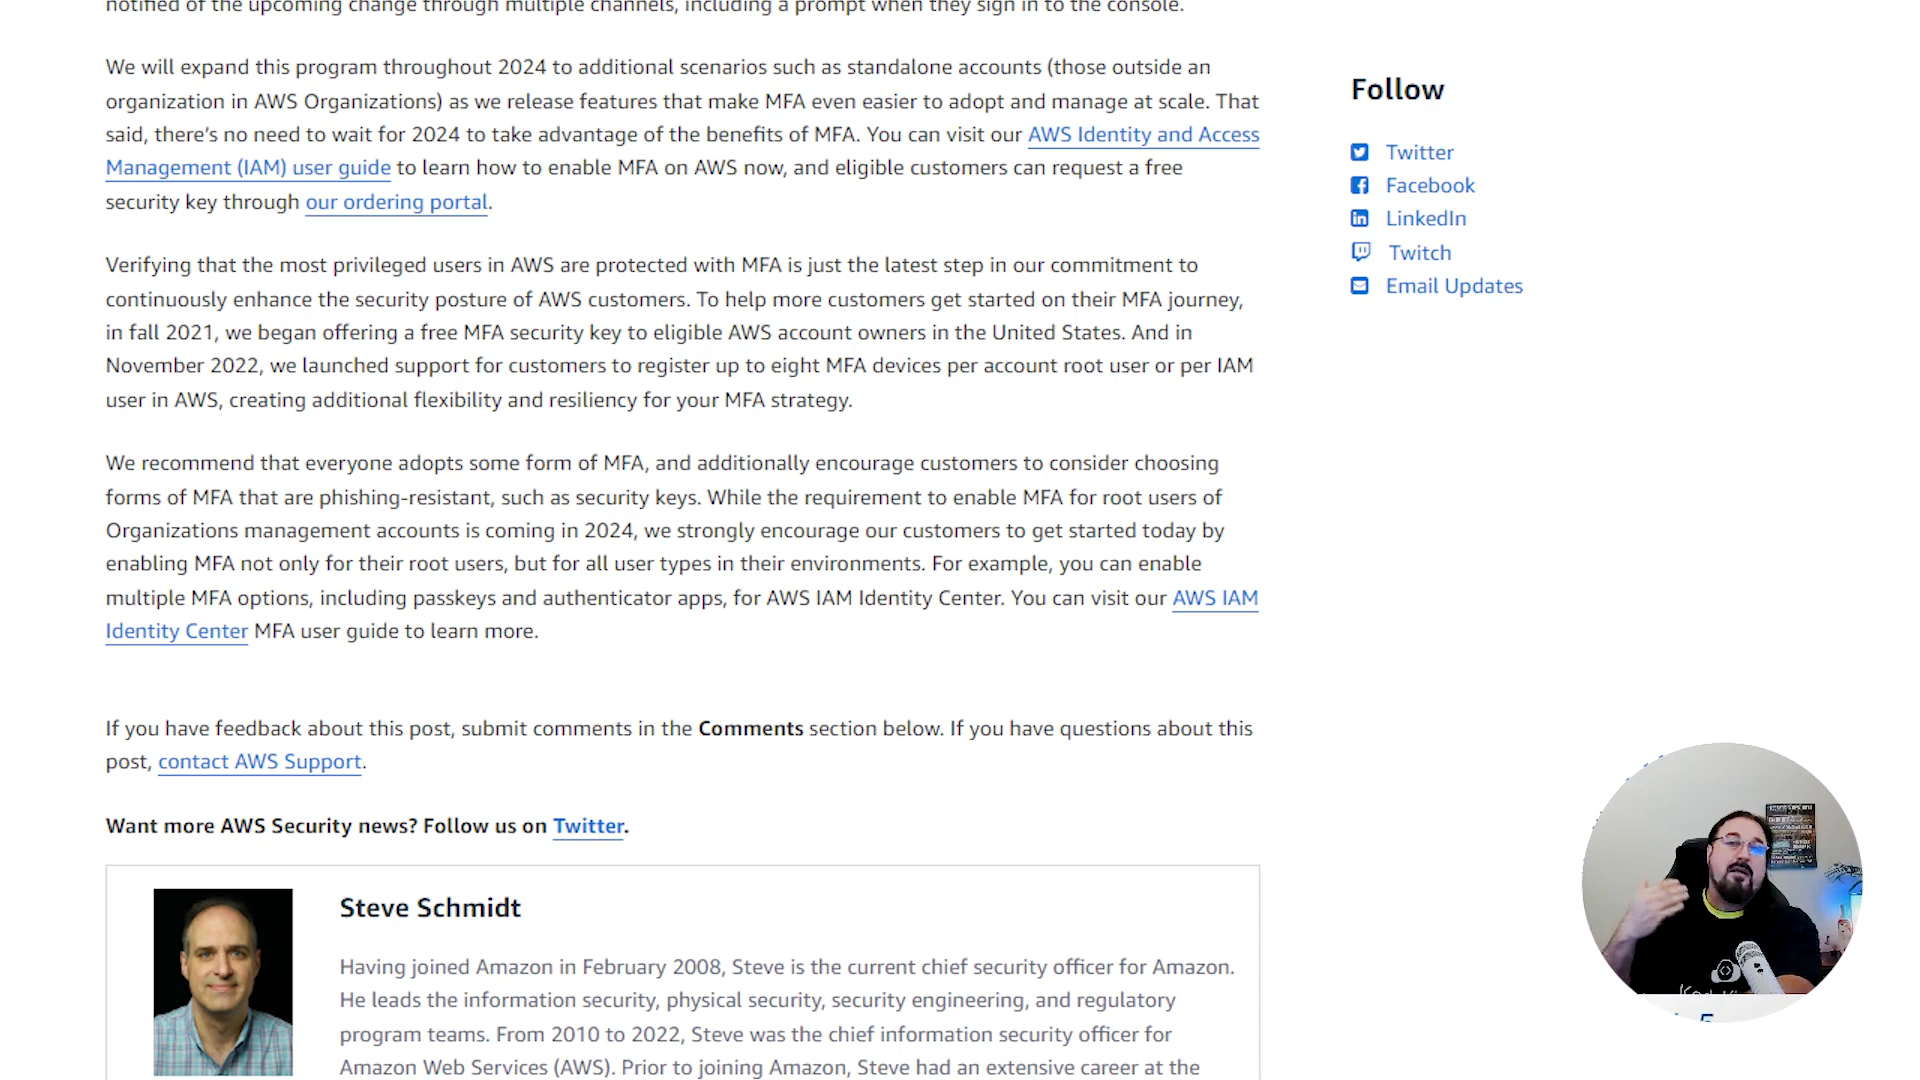 notified of the upcoming change through multiple channels, including a prompt when they sign in to the console.
We will expand this program throughout 2024 to additional scenarios such as standalone accounts (those outside an
organization in AWS Organizations) as we release features that make MFA even easier to adopt and manage at scale. That
said, there's no need to wait for 2024 to take advantage of the benefits of MFA. You can visit our AWS Identity and Access
Management (IAM) user guide to learn how to enable MFA on AWS now, and eligible customers can request a free
security key through our ordering portal.
Verifying that the most privileged users in AWS are protected with MFA is just the latest step in our commitment to
continuously enhance the security posture of AWS customers. To help more customers get started on their MFA journey,
in fall 2021, we began offering a free MFA security key to eligible AWS account owners in the United States. And in
November 2022, we launched support for customers to register up to eight MFA devices per account root user or per IAM
user in AWS, creating additional flexibility and resiliency for your MFA strategy.
We recommend that everyone adopts some form of MFA, and additionally encourage customers to consider choosing
forms of MFA that are phishing-resistant, such as security keys. While the requirement to enable MFA for root users of
Organizations management accounts is coming in 2024, we strongly encourage our customers to get started today by
enabling MFA not only for their root users, but for all user types in their environments. For example, you can enable
multiple MFA options, including passkeys and authenticator apps, for AWS IAM Identity Center. You can visit our AWS IAM
Identity Center MFA user guide to learn more.
If you have feedback about this post, submit comments in the Comments section below. If you have questions about this
post, contact AWS Support.
Want more AWS Security news? Follow us on Twitter.
Steve Schmidt
Having joined Amazon in February 2008, Steve is the current chief security officer for Amazon.
He leads the information security, physical security, security engineering, and regulatory
program teams. From 2010 to 2022, Steve was the chief information security officer for
Amazon Web Services (AWS). Prior to joining Amazon, Steve had an extensive career at the
Follow
Twitter
Facebook
LinkedIn
Twitch
Email Updates